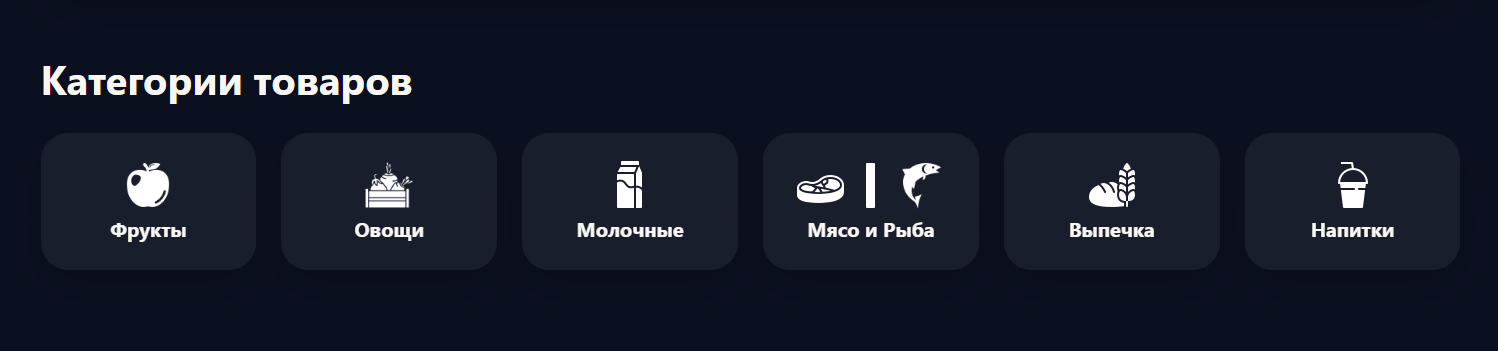 Категории товаров
Фрукты
Овощи
Молочные
Мясо и Рыба
Выпечка
Напитки